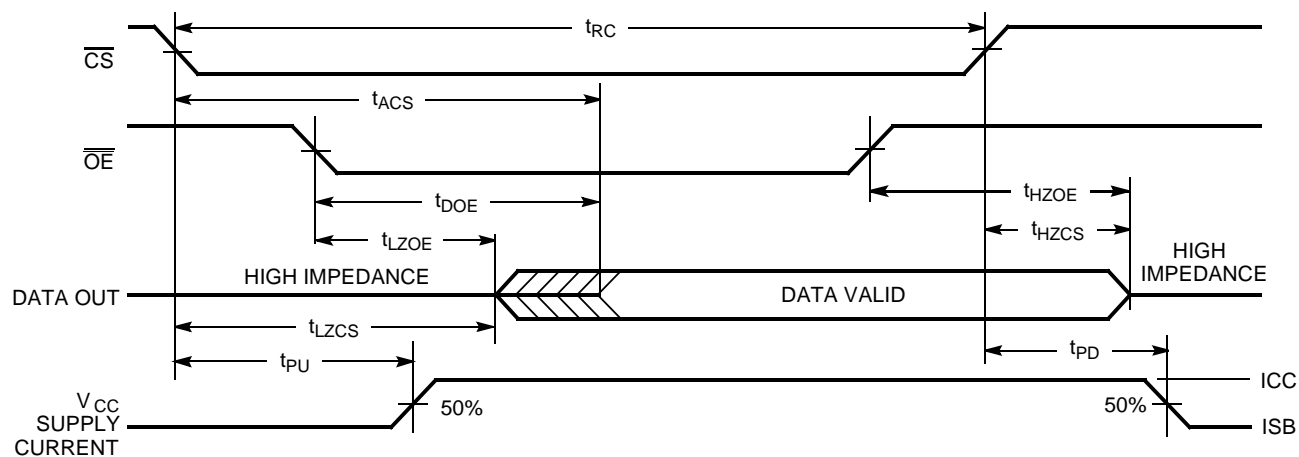 tRC
CS
tACS
OE
tDOE
tHZOE
tLZOE
tHZCS
HIGH IMPEDANCE
HIGH
IMPEDANCE
DATA OUT
DATA VALID
tLZCS
tPU
tPD
VCC
SUPPLY
CURRENT
50%
50%
ICC
ISB